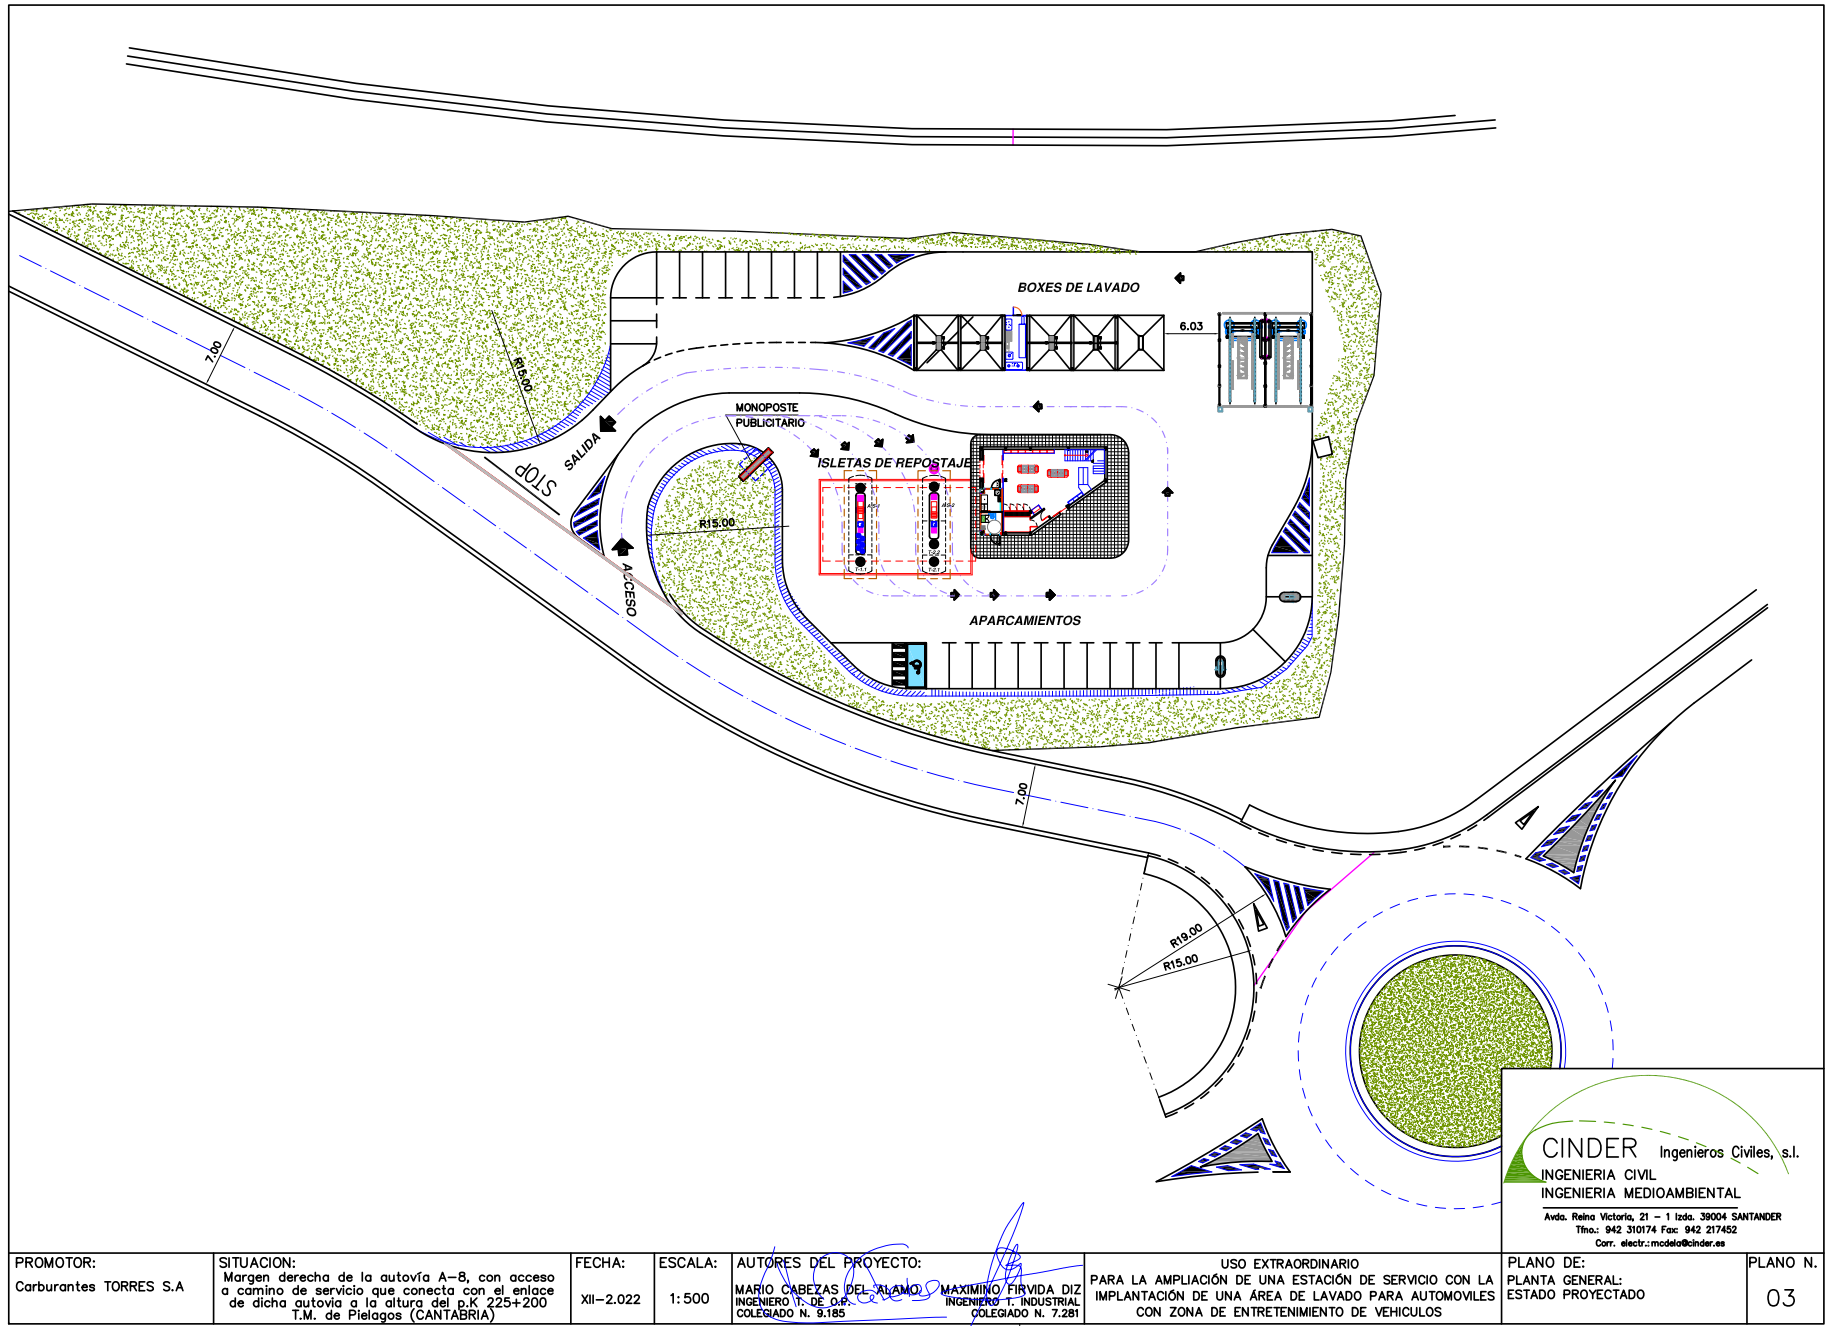 BOXES DE LAVADO
6.03
7.00
R15.00
MONOPOSTE
PUBLICITARIO
SALIDA
STOP
ISLETAS DE REPOSTAJE
R15.00
ACCESO
T-1.1
T-2.2
T-2.1
APARCAMIENTOS
7.00
R19.00
R15.00
CINDER Ingenieros Civiles, s.l.
INGENIERIA CIVIL
INGENIERIA MEDIOAMBIENTAL
Avda. Reina Victoria, 21 - 1 Izda. 39004 SANTANDER
Tfno.: 942 310174 Fax: 942 217452
Corr. electr.:mcdela@cinder.es
PROMOTOR:
Carburantes TORRES S.A
SITUACION:
Margen derecha de la autovía A-8, con acceso
a camino de servicio que conecta con el enlace
de dicha autovia a la altura del p.K 225+200
T.M. de Pielagos (CANTABRIA)
FECHA:
XII-2.022
ESCALA:
1:500
AUTORES DEL PROYECTO:
MARIO CABEZAS DEL ALAMO
INGENIERO T. DE O.P.
COLEGIADO N. 9.185
MAXIMINO FIRVIDA DIZ
INGENIERO T. INDUSTRIAL
COLEGIADO N. 7.281
USO EXTRAORDINARIO
PARA LA AMPLIACIÓN DE UNA ESTACIÓN DE SERVICIO CON LA
IMPLANTACIÓN DE UNA ÁREA DE LAVADO PARA AUTOMOVILES
CON ZONA DE ENTRETENIMIENTO DE VEHICULOS
PLANO DE:
PLANTA GENERAL:
ESTADO PROYECTADO
PLANO N.
03